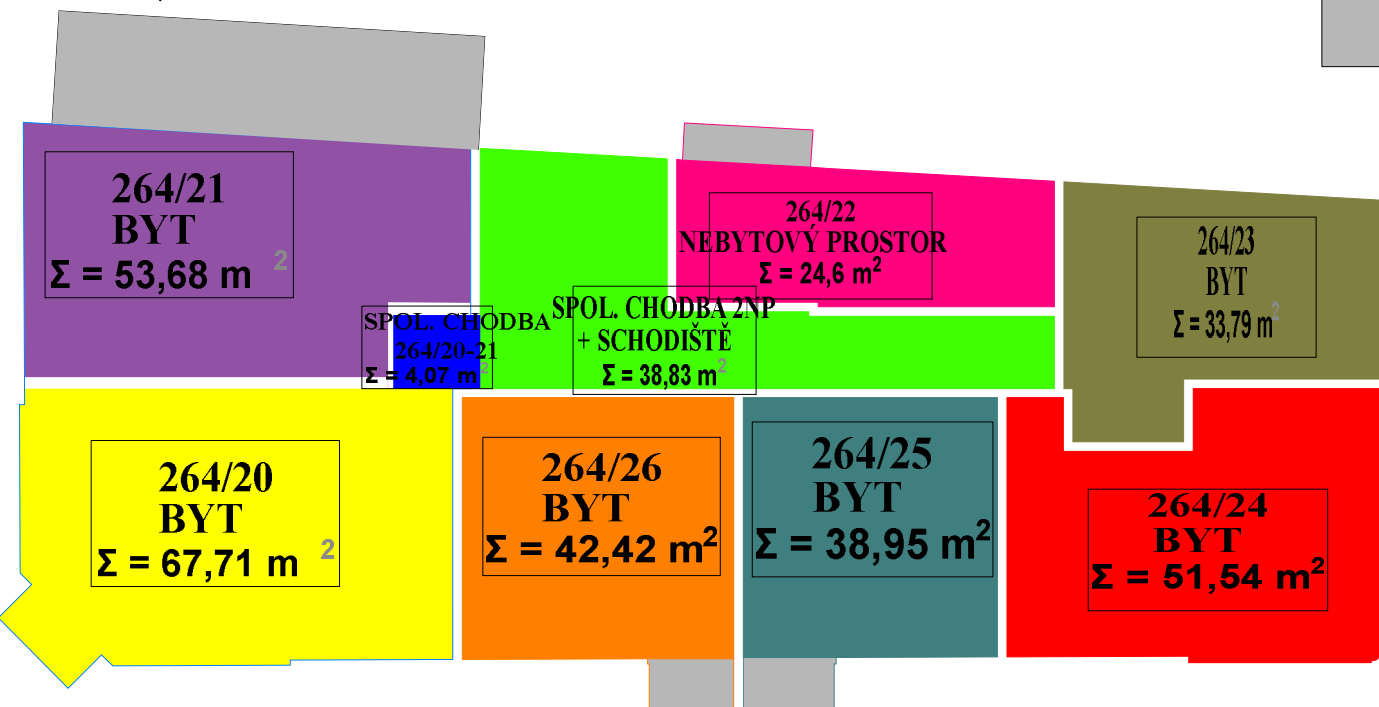 264/21
BYT
Σ = 53,68 m 2
264/22
NEBYTOVÝ PROSTOR
Σ = 24,6 m²
264/23
BYT
Σ = 33,79 m²
SPOL. CHODBA
264/20-21
Σ = 4,07 m²
SPOL. CHODBA 2NP
+ SCHODIŠTĚ
Σ = 38,83 m²
264/20
BYT
Σ = 67,71 m 2
264/26
BYT
Σ = 42,42 m²
264/25
BYT
Σ = 38,95 m²
264/24
BYT
Σ = 51,54 m²